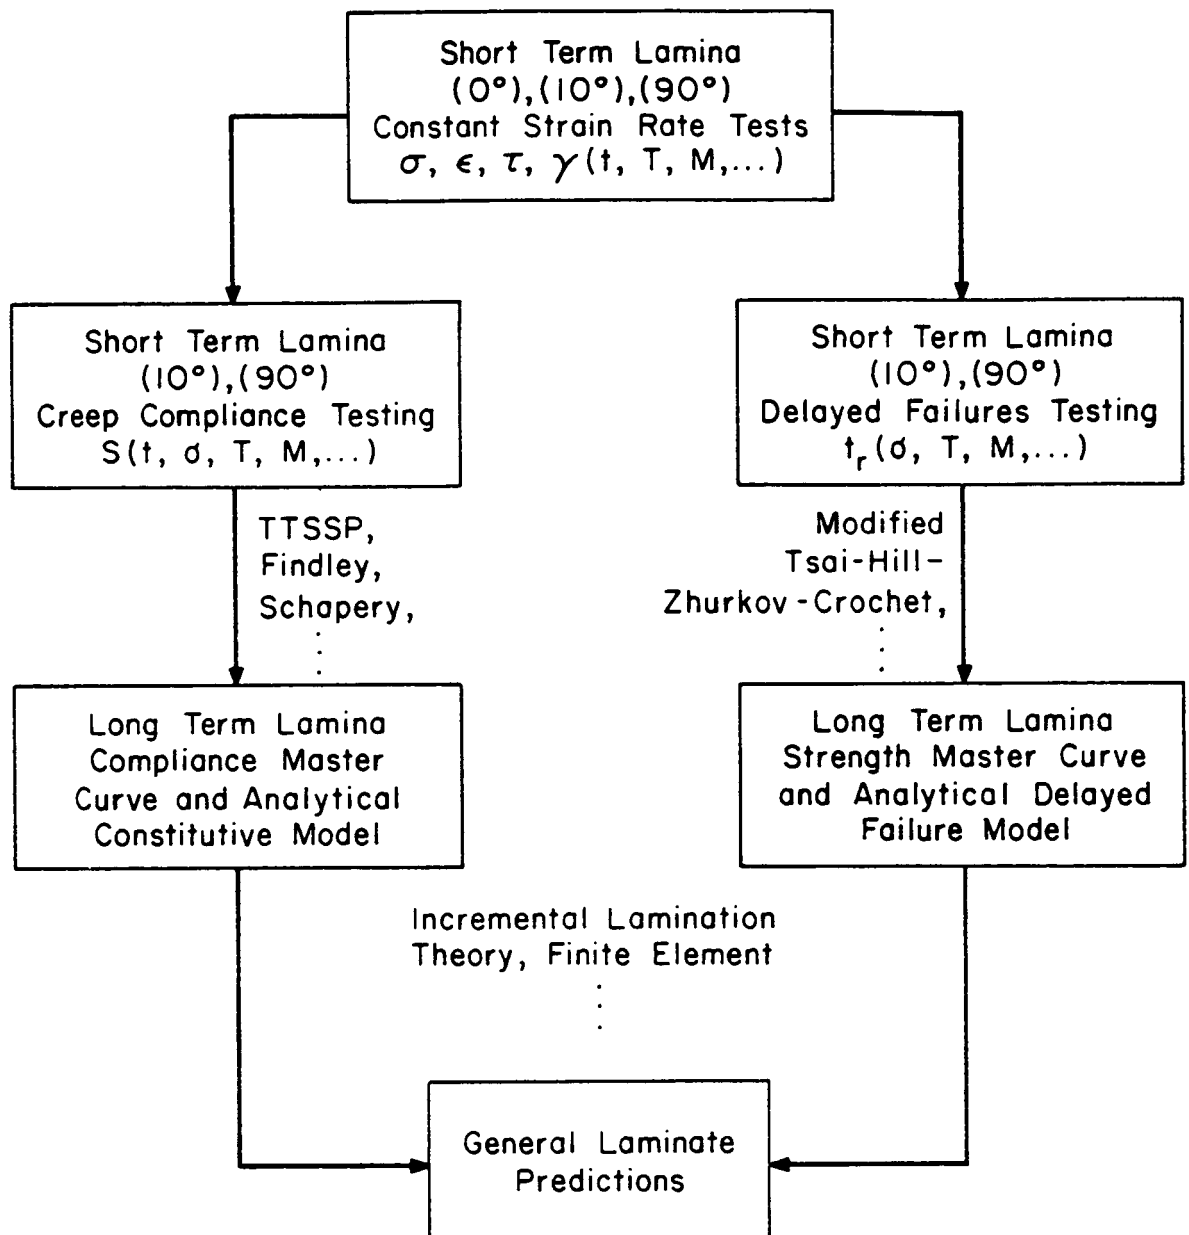 Short Term Lamina
(0°),(10°),(90°)
Constant Strain Rate Tests
σ, ϵ, τ, γ(t, T, M,...)
Short Term Lamina
(10°),(90°)
Creep Compliance Testing
S(t, σ, T, M,...)
Short Term Lamina
(10°),(90°)
Delayed Failures Testing
tᵣ(σ, T, M,...)
TTSSP,
Findley,
Schapery,
Modified
Tsai-Hill-
Zhurkov-Crochet,
Long Term Lamina
Compliance Master
Curve and Analytical
Constitutive Model
Long Term Lamina
Strength Master Curve
and Analytical Delayed
Failure Model
Incremental Lamination
Theory, Finite Element
General Laminate
Predictions